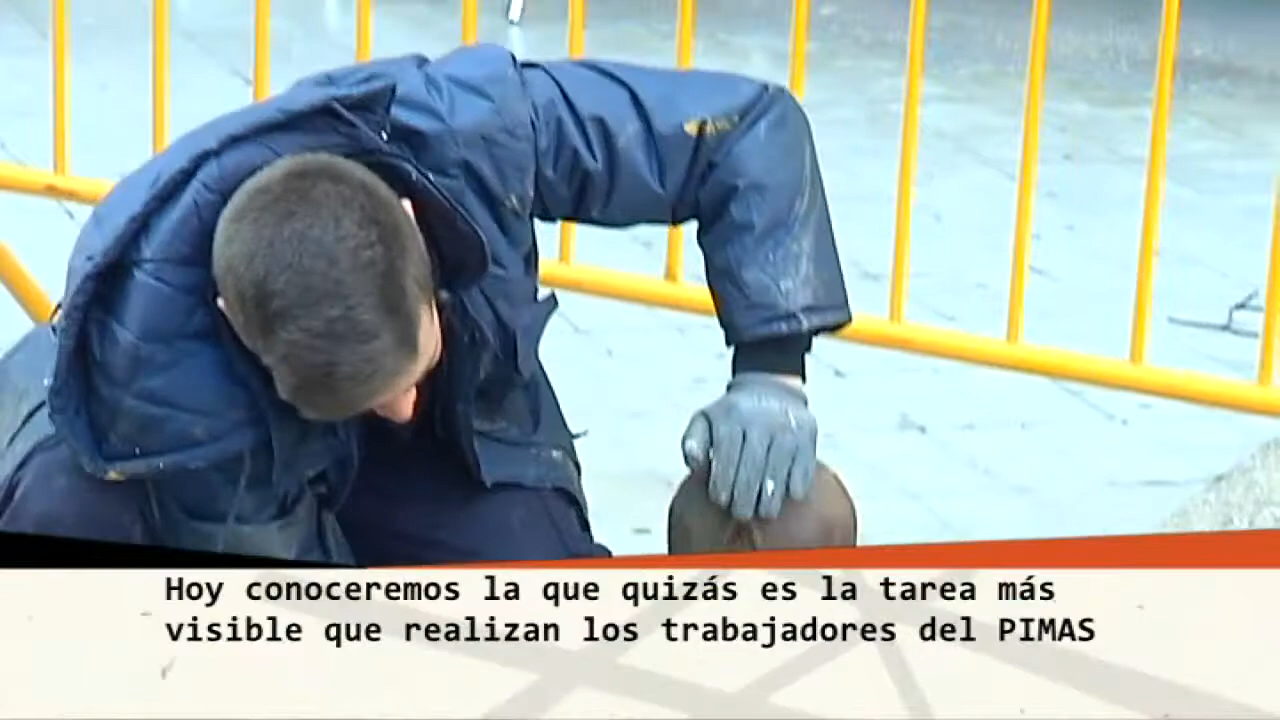 Hoy conoceremos la que quizás es la tarea más
visible que realizan los trabajadores del PIMAS